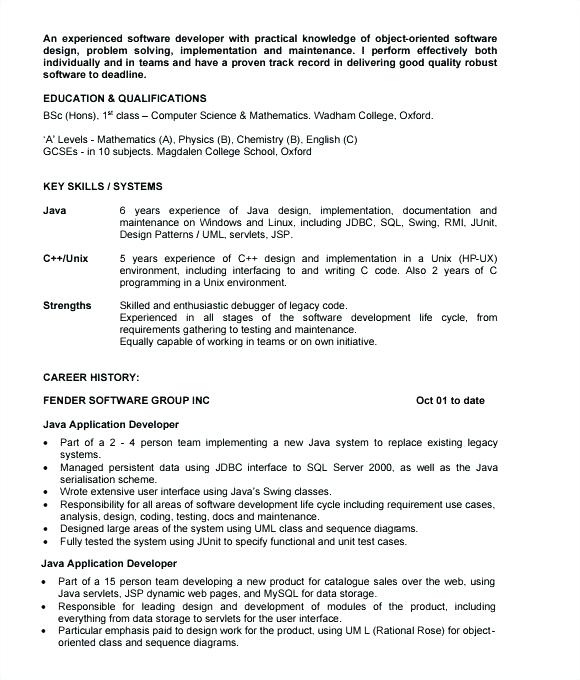 An experienced software developer with practical knowledge of object-oriented software
design, problem solving, implementation and maintenance. I perform effectively both
individually and in teams and have a proven track record in delivering good quality robust
software to deadline.
EDUCATION & QUALIFICATIONS
BSc (Hons), 1st class – Computer Science & Mathematics. Wadham College, Oxford.
'A' Levels - Mathematics (A), Physics (B), Chemistry (B), English (C)
GCSEs - in 10 subjects. Magdalen College School, Oxford
KEY SKILLS / SYSTEMS
Java 6 years experience of Java design, implementation, documentation and
maintenance on Windows and Linux, including JDBC, SQL, Swing, RMI, JUnit,
Design Patterns / UML, servlets, JSP.
C++/Unix 5 years experience of C++ design and implementation in a Unix (HP-UX)
environment, including interfacing to and writing C code. Also 2 years of C
programming in a Unix environment.
Strengths Skilled and enthusiastic debugger of legacy code.
Experienced in all stages of the software development life cycle, from
requirements gathering to testing and maintenance.
Equally capable of working in teams or on own initiative.
CAREER HISTORY:
FENDER SOFTWARE GROUP INC Oct 01 to date
Java Application Developer
• Part of a 2 - 4 person team implementing a new Java system to replace existing legacy
systems.
• Managed persistent data using JDBC interface to SQL Server 2000, as well as the Java
serialisation scheme.
• Wrote extensive user interface using Java's Swing classes.
• Responsibility for all areas of software development life cycle including requirement use cases,
analysis, design, coding, testing, docs and maintenance.
• Designed large areas of the system using UML class and sequence diagrams.
• Fully tested the system using JUnit to specify functional and unit test cases.
Java Application Developer
• Part of a 15 person team developing a new product for catalogue sales over the web, using
Java servlets, JSP dynamic web pages, and MySQL for data storage.
• Responsible for leading design and development of modules of the product, including
everything from data storage to servlets for the user interface.
• Particular emphasis paid to design work for the product, using UM L (Rational Rose) for object-
oriented class and sequence diagrams.